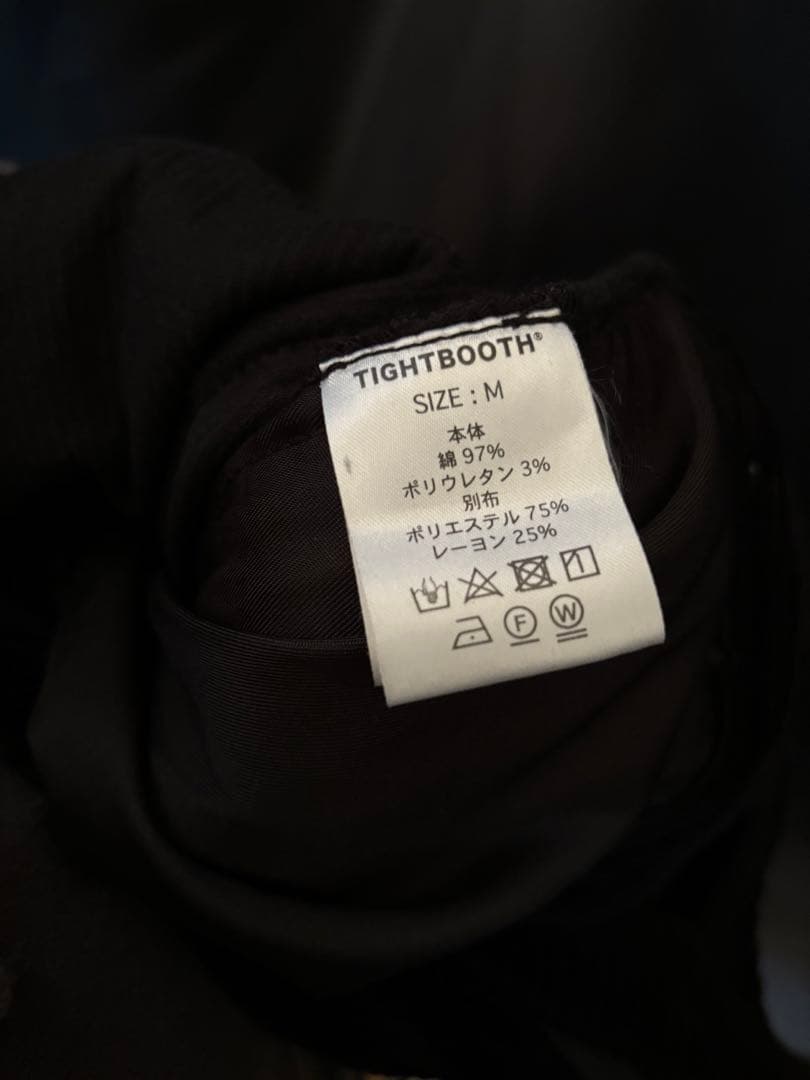 TIGHTBOOTH®
SIZE : M
本体
綿 97%
ポリウレタン 3%
別布
ポリエステル 75%
レーヨン 25%
F W